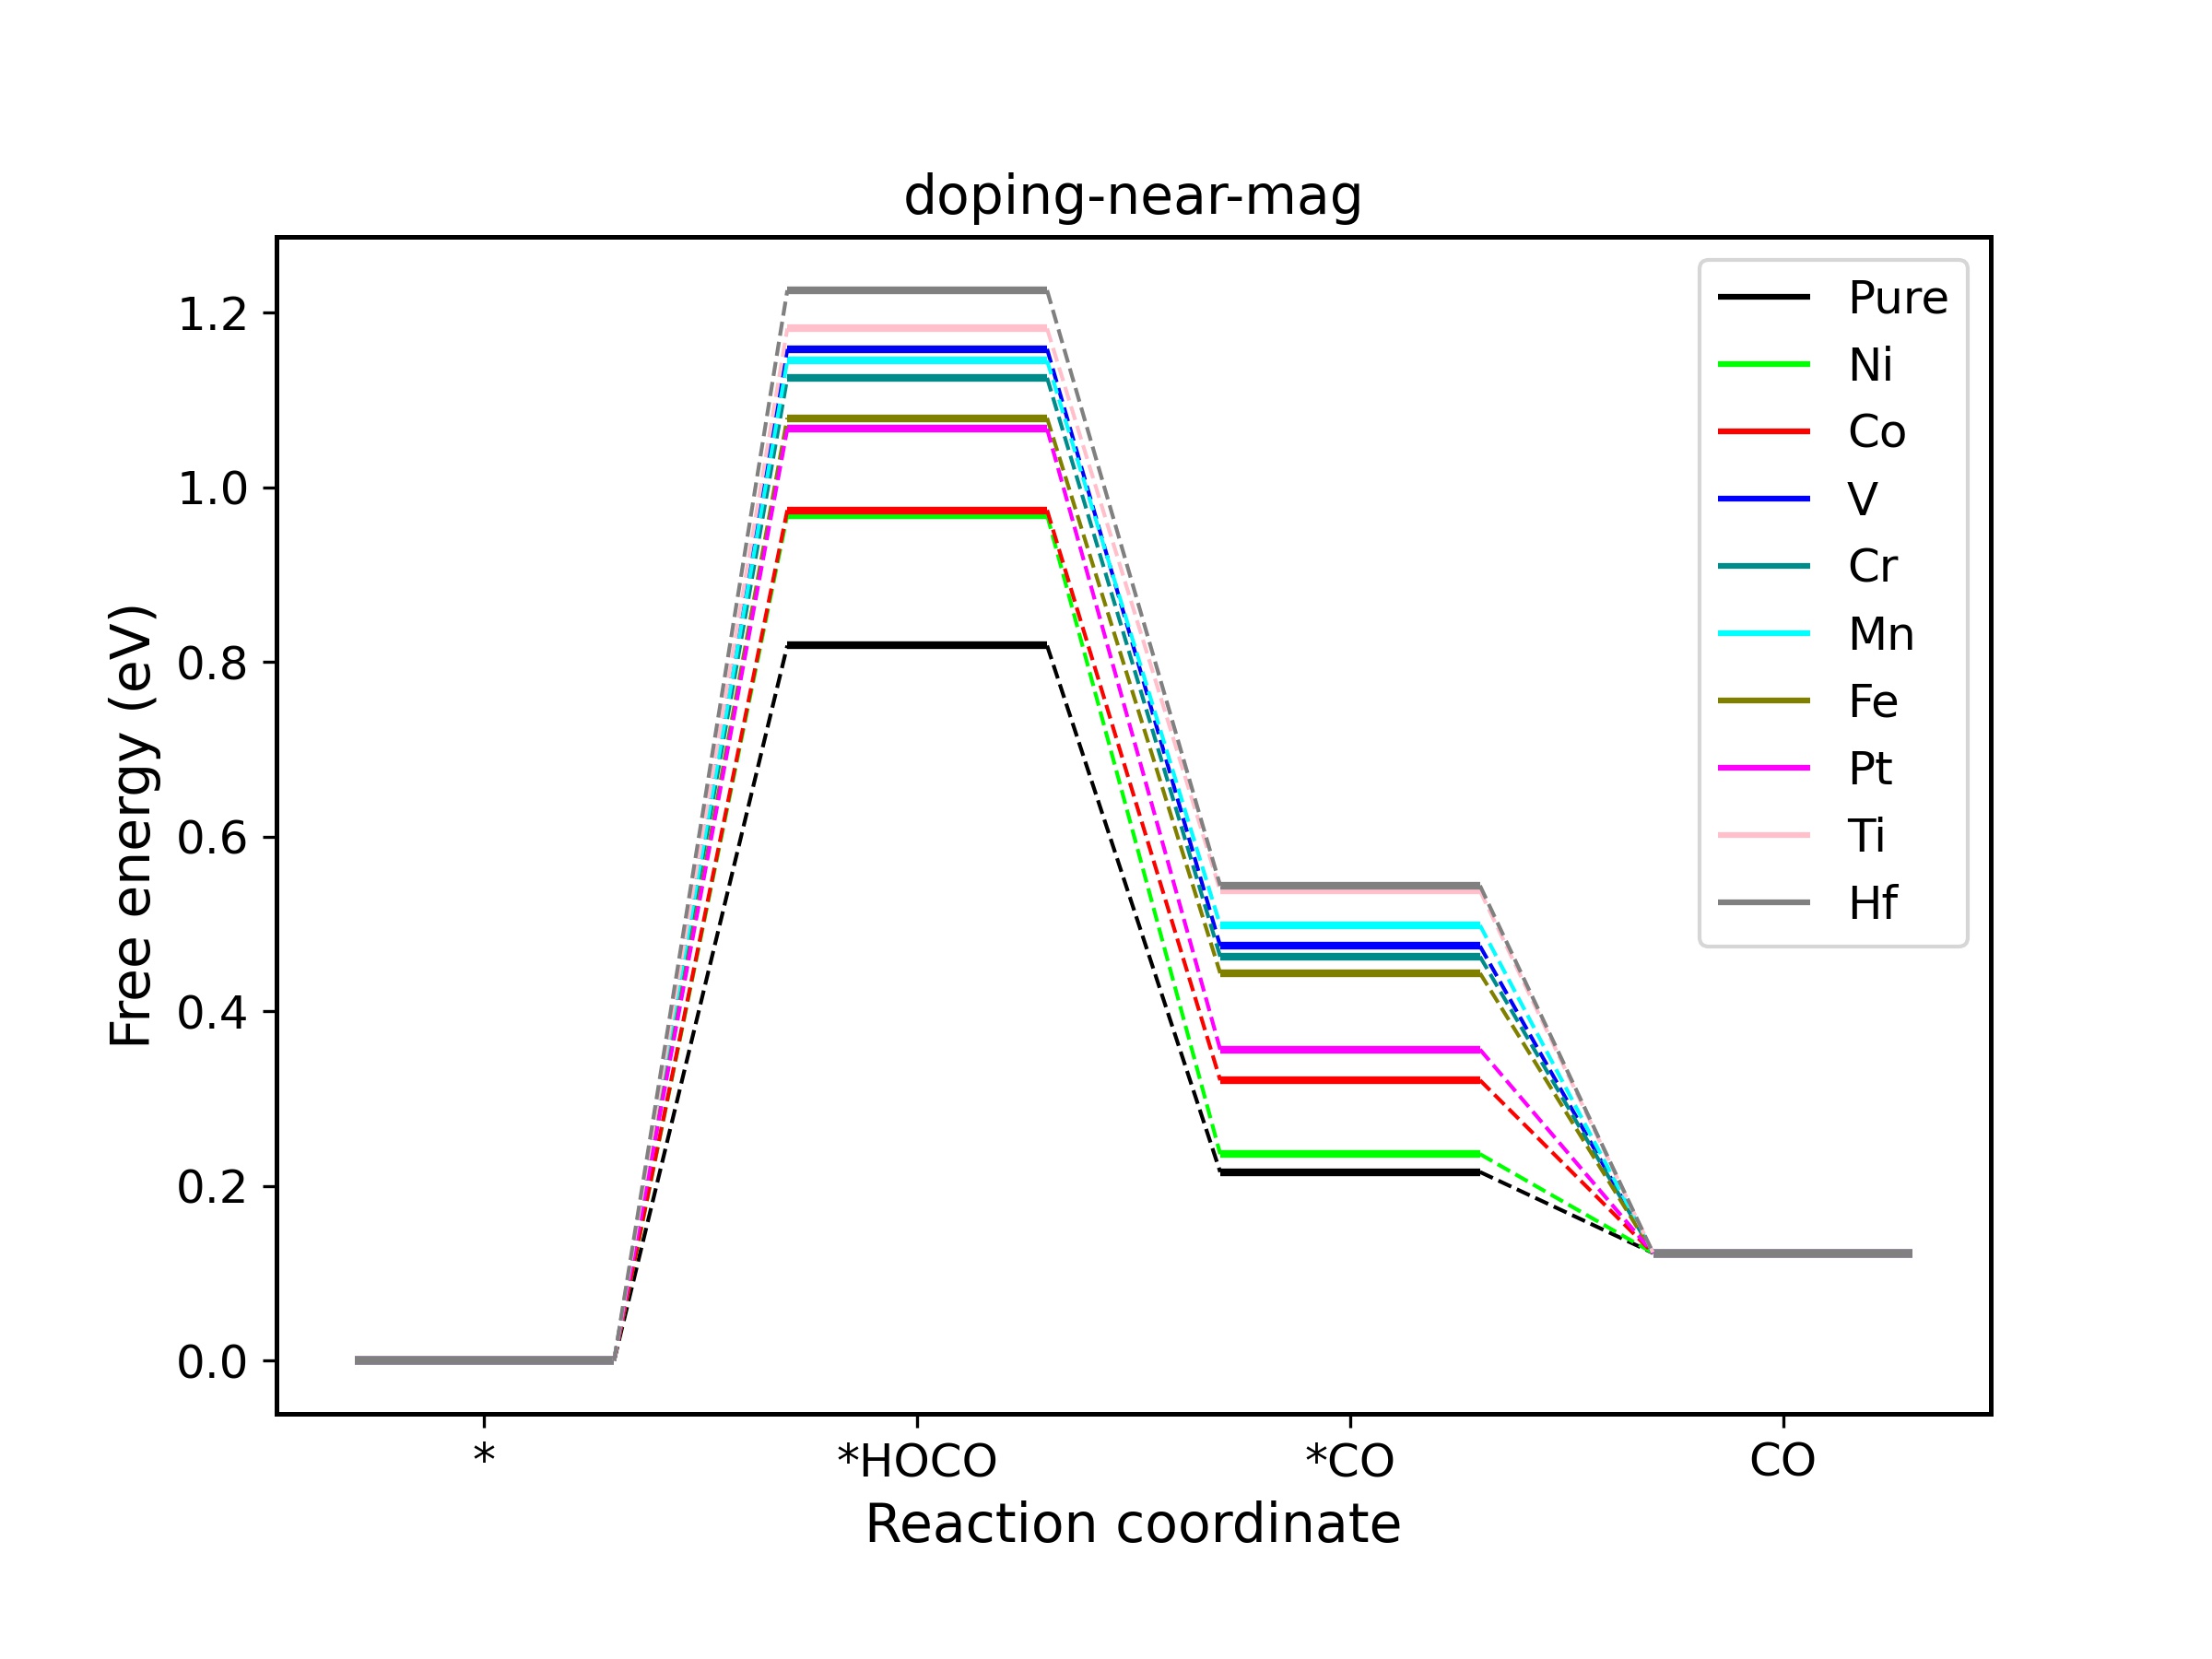 doping-near-mag
Free energy (eV)
1.2
1.0
0.8
0.6
0.4
0.2
0.0
Pure
Ni
Co
V
Cr
Mn
Fe
Pt
Ti
Hf
*
*HOCO
*CO
CO
Reaction coordinate